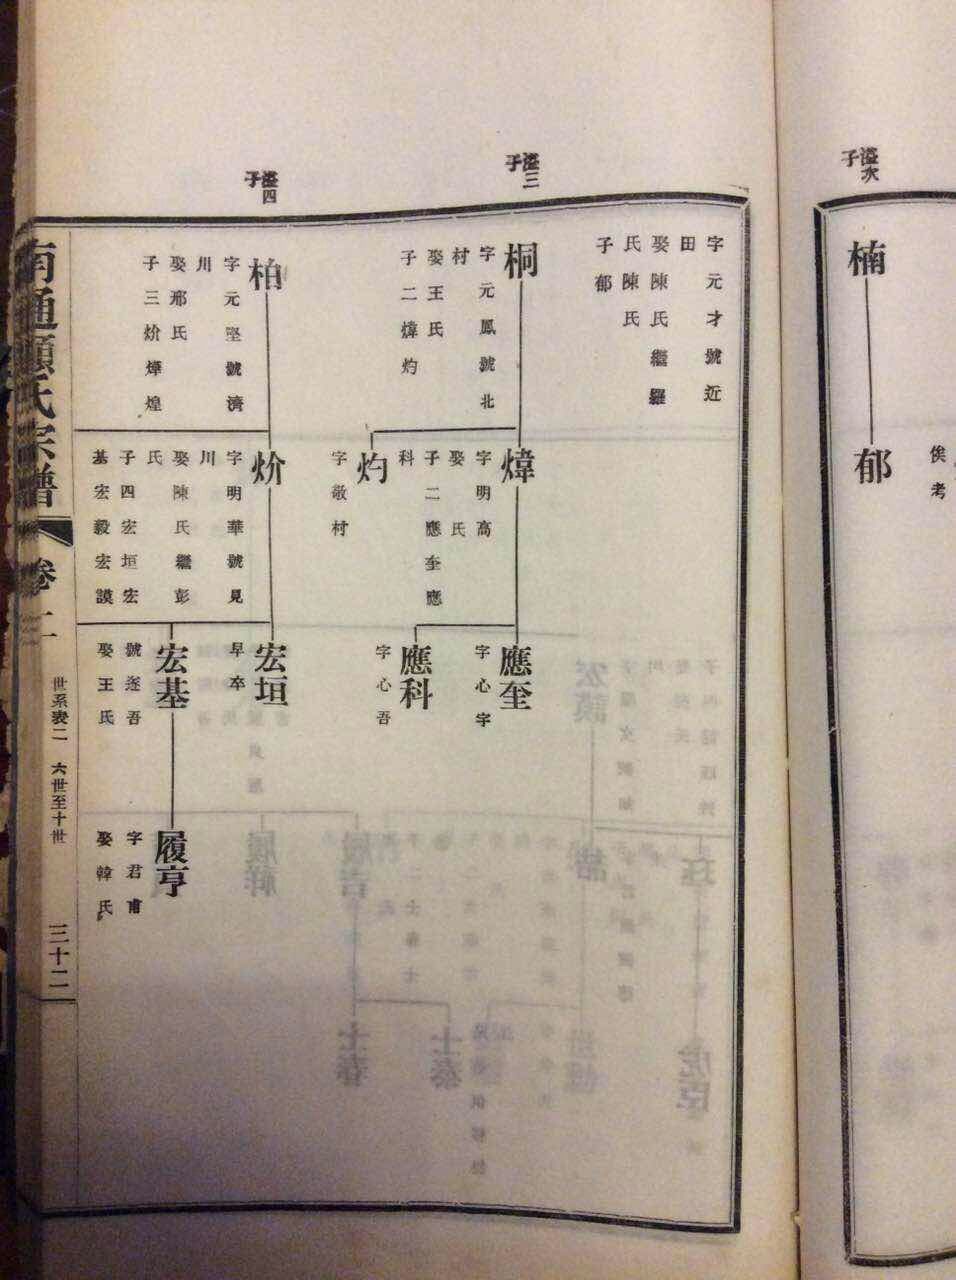 溢次子
楠
郁
俟考
字元才號近
田
娶陳氏繼羅
氏陳氏
子郁
溢三子
桐
字元鳳號北
村
娶王氏
子二煒灼
煒
字明高
娶氏
子二應奎應
科
灼
字敬村
應奎
字心字
應科
字心吾
溢四子
柏
字元堅號濟
川
娶邢氏
子三炌燁煌
炌
字明華號見
川
娶陳氏繼彭
氏
子四宏垣宏
基宏毅宏謨
宏垣
早卒
宏基
號逐吾
娶王氏
履亨
字君甫
娶韓氏
南通顧氏宗譜
卷二
世系表二 六世至十世
三十二